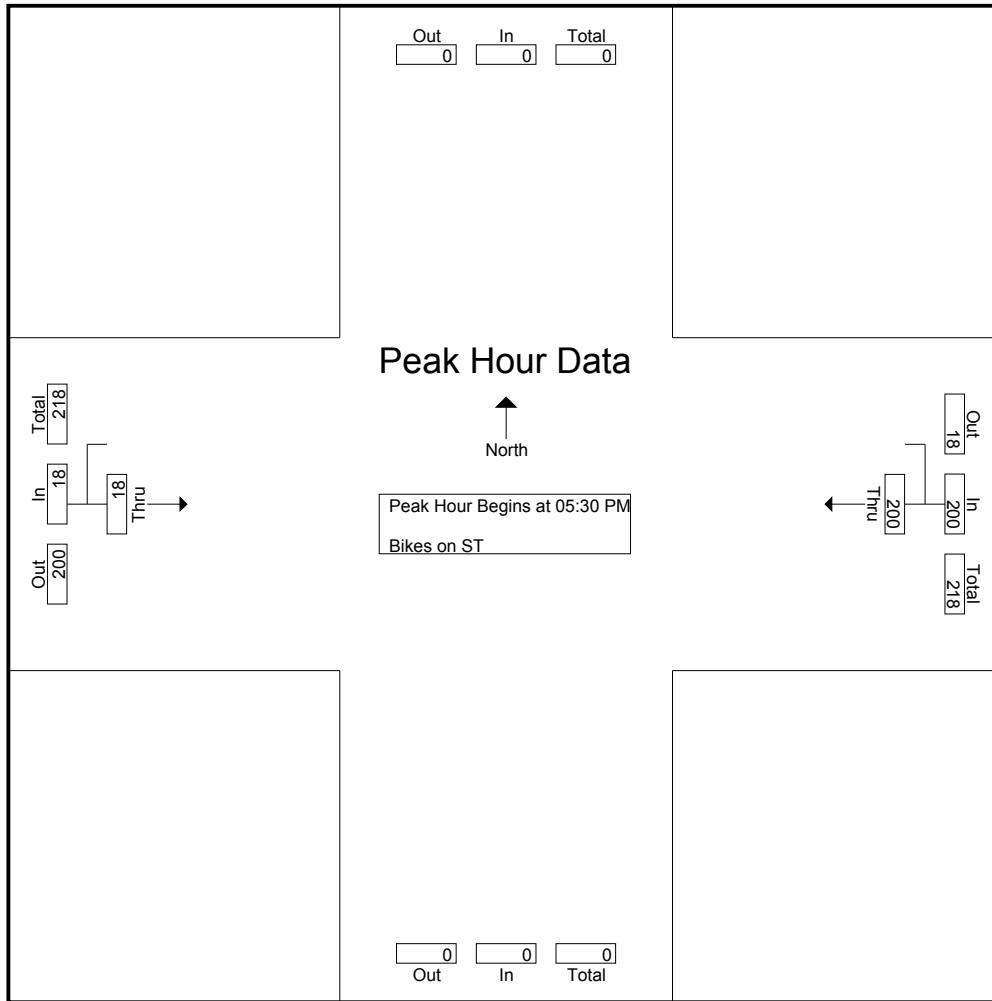 Out In Total
0 0 0
Peak Hour Data
North
Peak Hour Begins at 05:30 PM
Bikes on ST
Total 218
In 18
Out 200
18
Thru
Out 18
In 200
Total 218
200
Thru
0 0 0
Out In Total